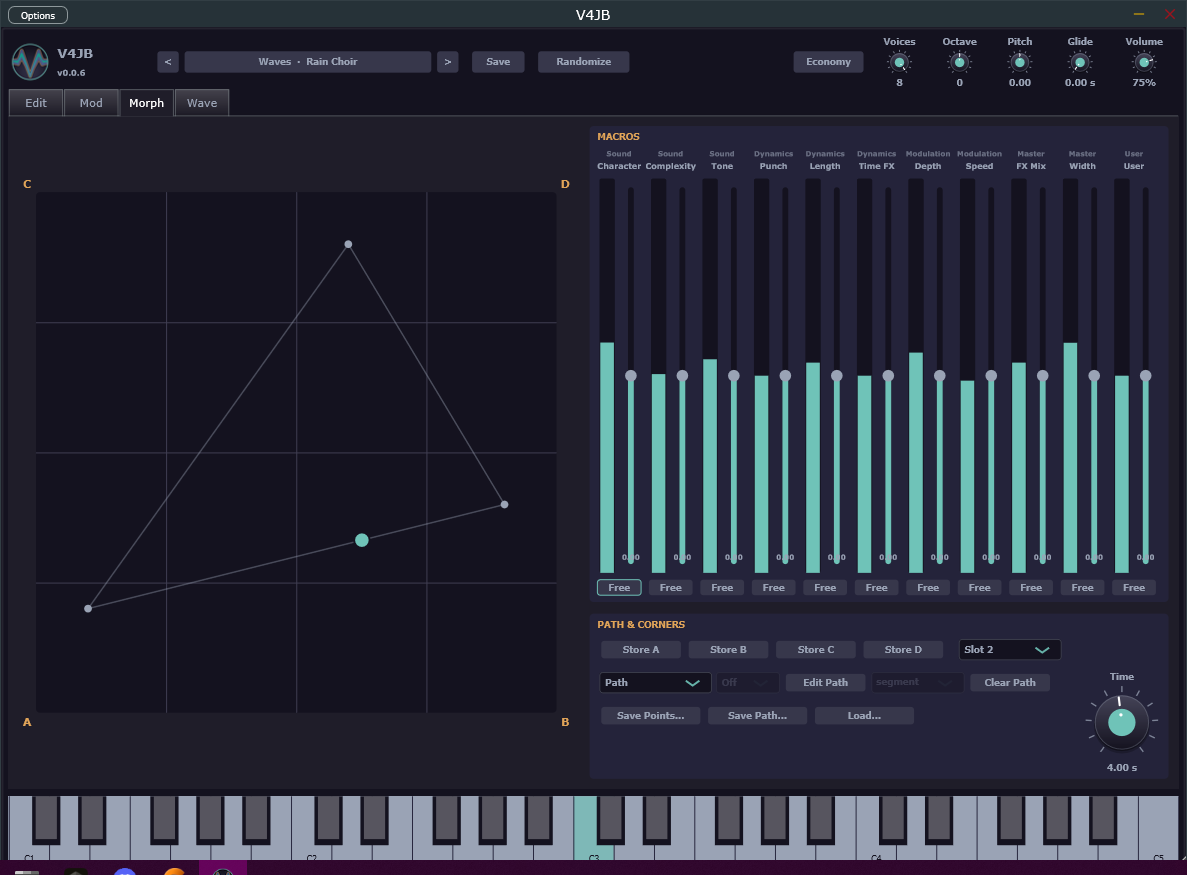 Options
V4JB
V4JB
v0.0.6
<
Waves · Rain Choir
>
Save
Randomize
Economy
Voices
8
Octave
0
Pitch
0.00
Glide
0.00 s
Volume
75%
Edit
Mod
Morph
Wave
C
D
A
B
MACROS
Sound Sound Sound Dynamics Dynamics Dynamics Modulation Modulation Master Master User
Character Complexity Tone Punch Length Time FX Depth Speed FX Mix Width User
Free Free Free Free Free Free Free Free Free Free Free
PATH & CORNERS
Store A Store B Store C Store D Slot 2
Path Off Edit Path segment Clear Path
Save Points... Save Path... Load...
Time
4.00 s
C1 C2 C3 C4 C5